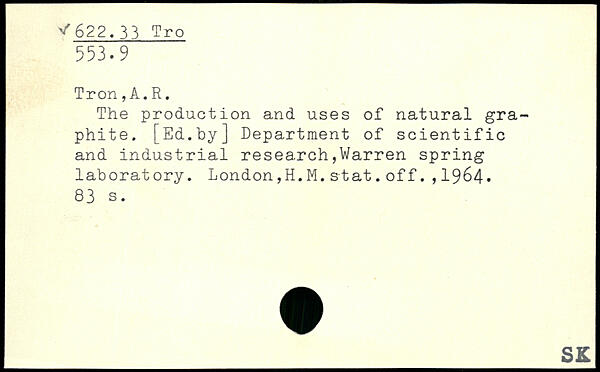 622.33 Tro
553.9
Tron,A.R.
The production and uses of natural gra-
phite. [Ed.by] Department of scientific
and industrial research,Warren spring
laboratory. London,H.M.stat.off.,1964.
83 s.
SK